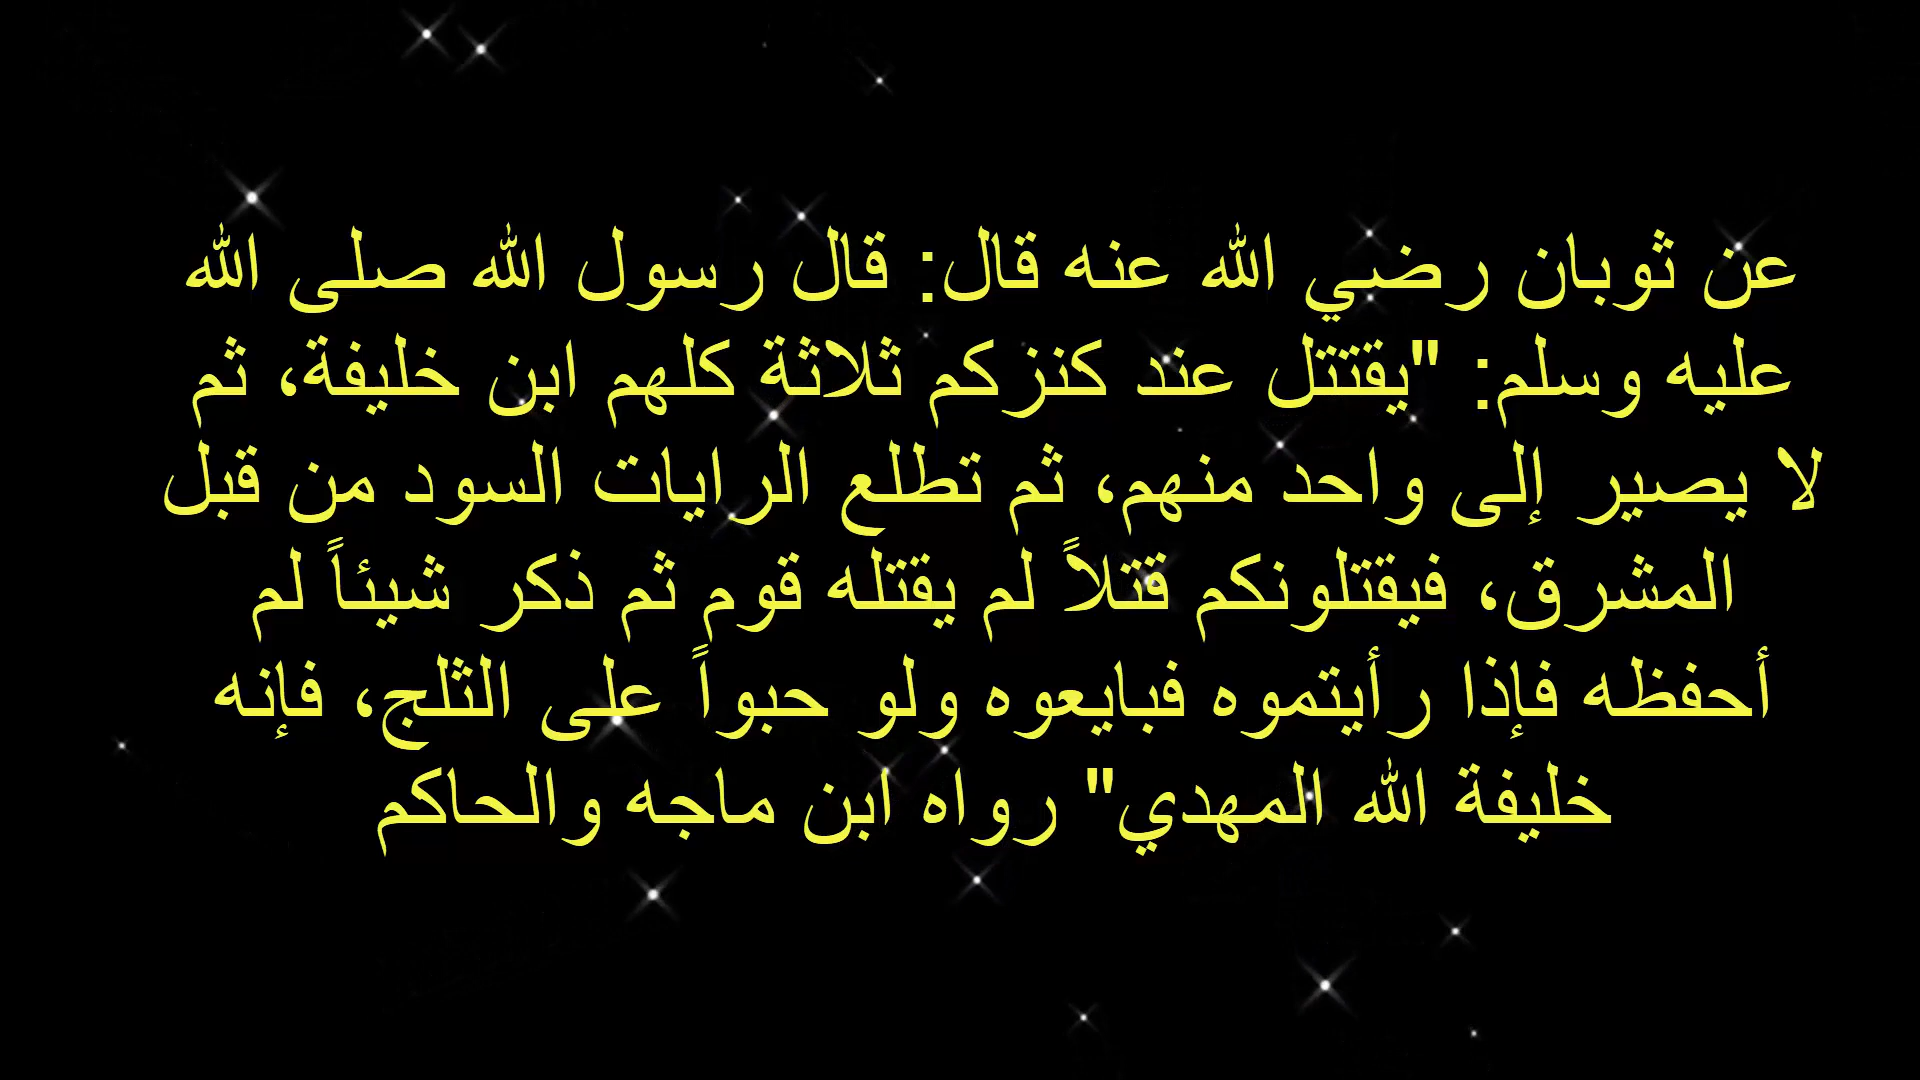 عن ثوبان رضي الله عنه قال: قال رسول الله صلى الله
عليه وسلم: "يقتتل عند كنزكم ثلاثة كلهم ابن خليفة، ثم
لا يصير إلى واحد منهم، ثم تطلع الرايات السود من قبل
المشرق، فيقتلونكم قتلاً لم يقتله قوم ثم ذكر شيئاً لم
أحفظه فإذا رأيتموه فبايعوه ولو حبواً على الثلج، فإنه
خليفة الله المهدي" رواه ابن ماجه والحاكم